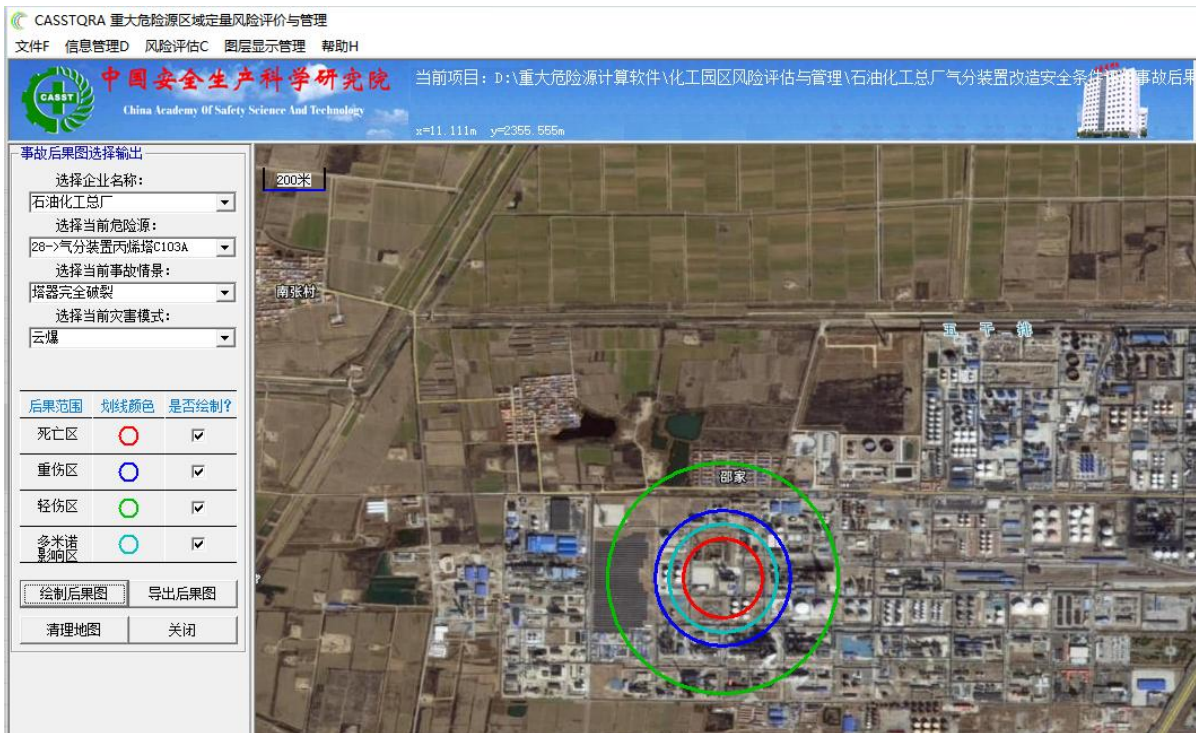 CASSTQRA 重大危险源区域定量风险评价与管理
文件F 信息管理D 风险评估C 图层显示管理 帮助H
CASST
中国安全生产科学研究院
China Academy Of Safety Science And Technology
当前项目: D:\重大危险源计算软件\化工园区风险评估与管理\石油化工总厂气分装置改造安全条件 事故后果
x=11.111m y=2355.555m
事故后果图选择输出
选择企业名称:
石油化工总厂
选择当前危险源:
28->气分装置丙烯塔C103A
选择当前事故情景:
塔器完全破裂
选择当前灾害模式:
云爆
后果范围 划线颜色 是否绘制?
死亡区
重伤区
轻伤区
多米诺
影响区
绘制后果图 导出后果图
清理地图 关闭
200米
南张村
五干排
邵家